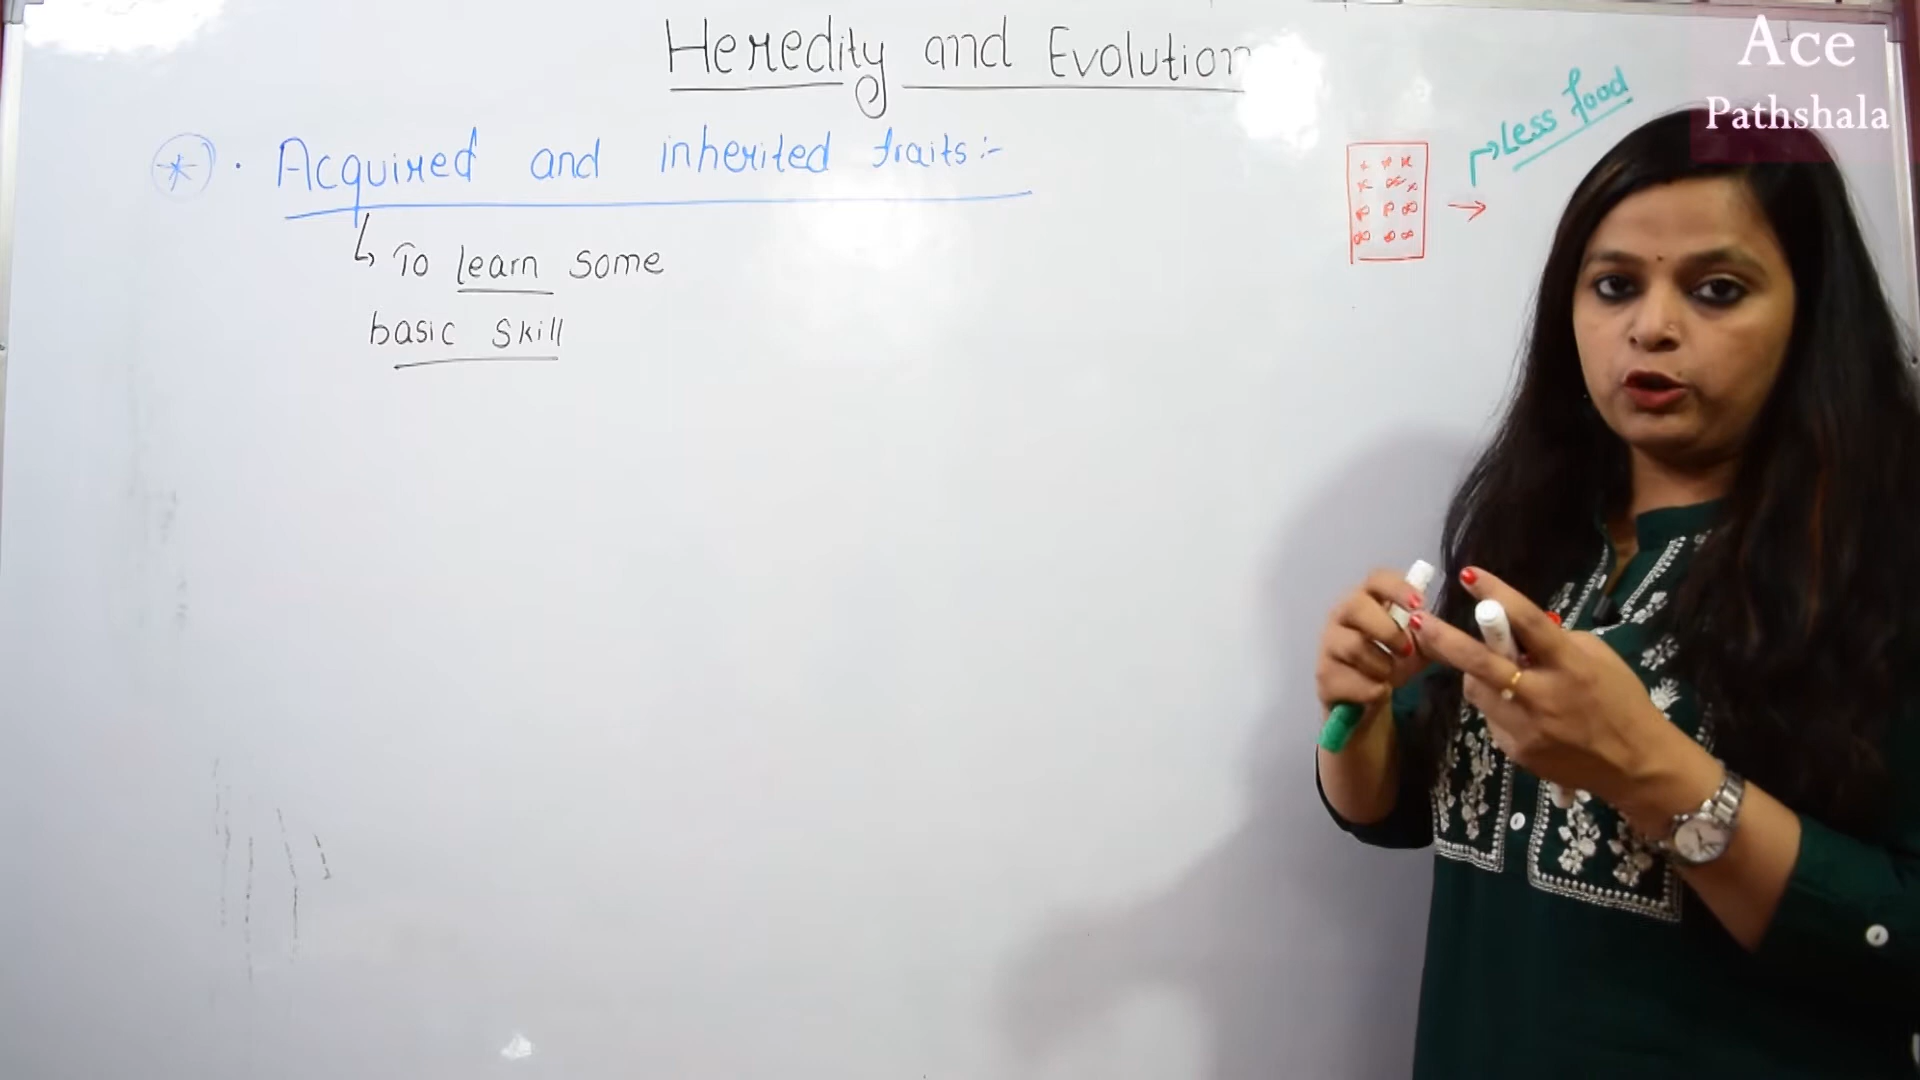 Heredity and Evolution
Ace
Pathshala
Less food
* . Acquired and inherited traits:-
↳ To learn some
basic skill